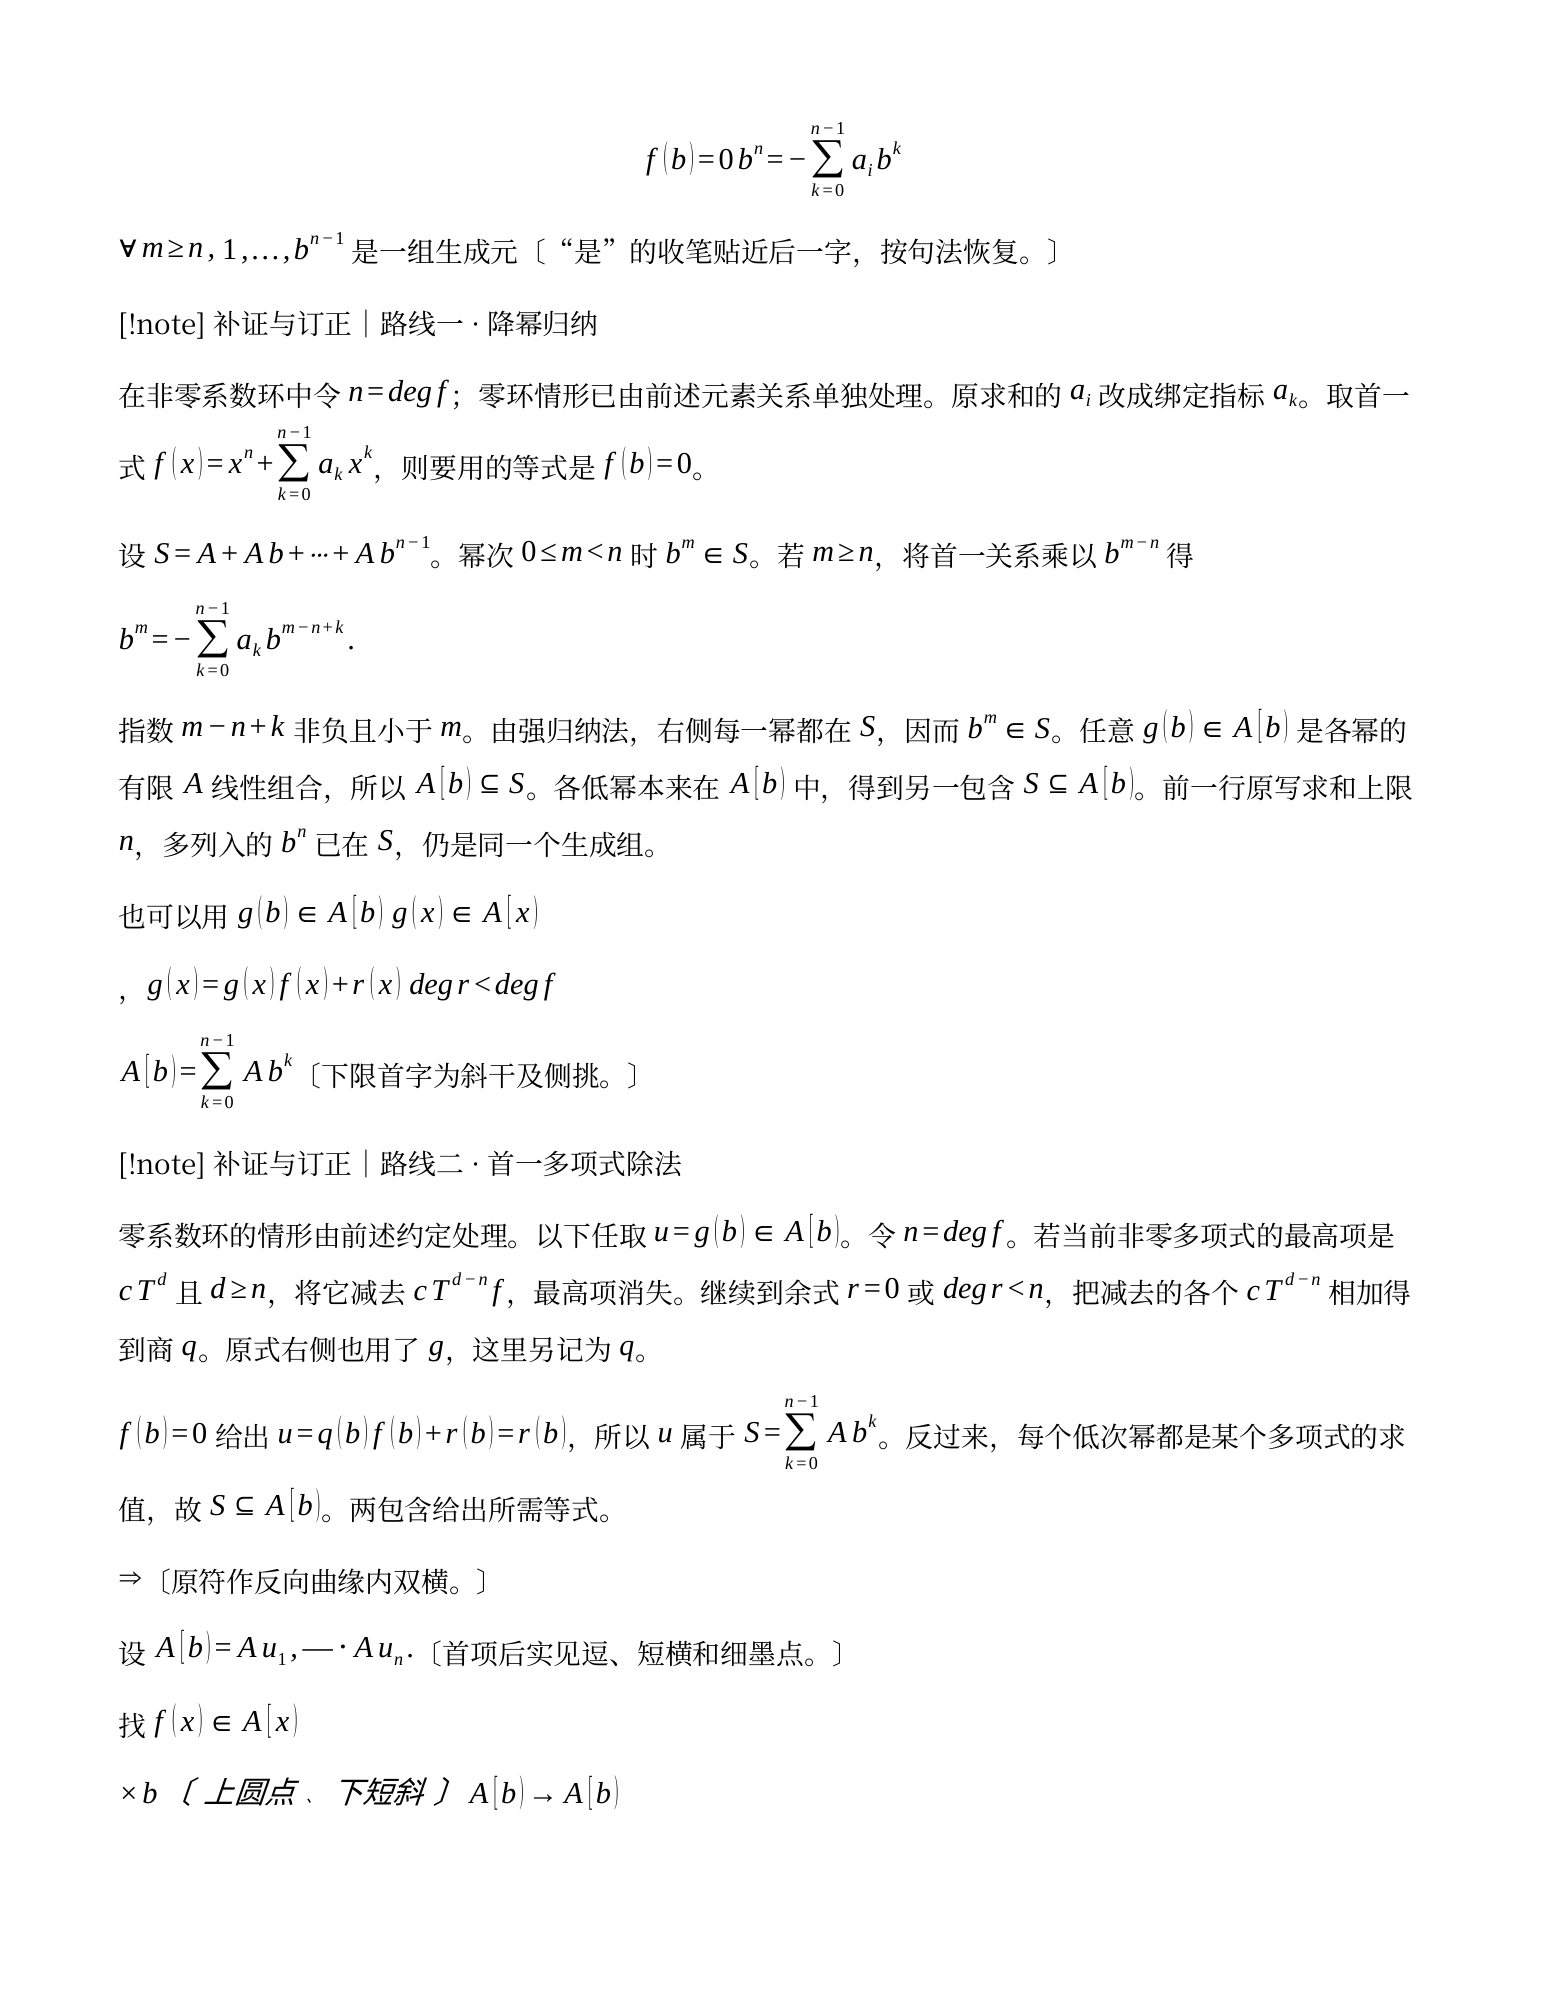 f(b)=0 bⁿ=−∑_{k=0}^{n−1} a_i b^k
∀m≥n, 1,…,b^{n−1} 是一组生成元〔“是”的收笔贴近后一字，按句法恢复。〕
[!note] 补证与订正｜路线一 · 降幂归纳
在非零系数环中令 n=deg f；零环情形已由前述元素关系单独处理。原求和的 a_i 改成绑定指标 a_k。取首一
式 f(x)=x^n+∑_{k=0}^{n−1} a_k x^k，则要用的等式是 f(b)=0。
设 S=A+Ab+⋯+Ab^{n−1}。幂次 0≤m<n 时 b^m∈S。若 m≥n，将首一关系乘以 b^{m−n} 得
b^m=−∑_{k=0}^{n−1} a_k b^{m−n+k}.
指数 m−n+k 非负且小于 m。由强归纳法，右侧每一幂都在 S，因而 b^m∈S。任意 g(b)∈A[b) 是各幂的
有限 A 线性组合，所以 A[b)⊆S。各低幂本来在 A[b) 中，得到另一包含 S⊆A[b)。前一行原写求和上限
n，多列入的 b^n 已在 S，仍是同一个生成组。
也可以用 g(b)∈A[b) g(x)∈A[x)
，g(x)=g(x)f(x)+r(x) deg r<deg f
A[b)=∑_{k=0}^{n−1} Ab^k〔下限首字为斜干及侧挑。〕
[!note] 补证与订正｜路线二 · 首一多项式除法
零系数环的情形由前述约定处理。以下任取 u=g(b)∈A[b)。令 n=deg f。若当前非零多项式的最高项是
cT^d 且 d≥n，将它减去 cT^{d−n}f，最高项消失。继续到余式 r=0 或 deg r<n，把减去的各个 cT^{d−n} 相加得
到商 q。原式右侧也用了 g，这里另记为 q。
f(b)=0 给出 u=q(b)f(b)+r(b)=r(b)，所以 u 属于 S=∑_{k=0}^{n−1} Ab^k。反过来，每个低次幂都是某个多项式的求
值，故 S⊆A[b)。两包含给出所需等式。
⇒〔原符作反向曲缘内双横。〕
设 A[b)=Au_1,—·Au_n.〔首项后实见逗、短横和细墨点。〕
找 f(x)∈A[x)
×b〔上圆点、下短斜〕A[b)→A[b)